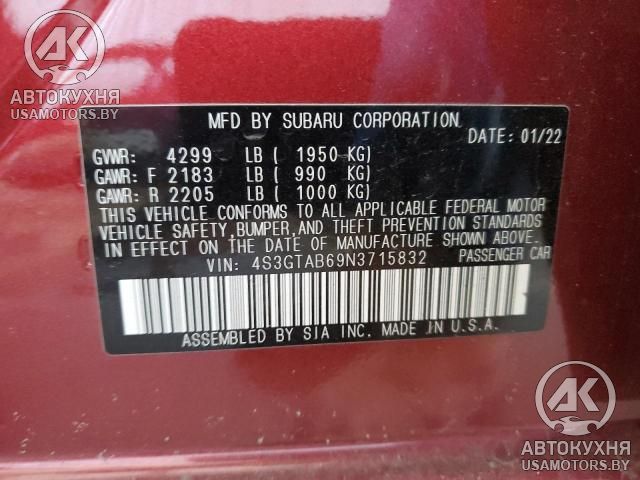 АК
АВТОКУХНЯ
USAMOTORS.BY
MFD BY SUBARU CORPORATION
DATE: 01/22
GVWR: 4299 LB ( 1950 KG)
GAWR: F 2183 LB ( 990 KG)
GAWR: R 2205 LB ( 1000 KG)
THIS VEHICLE CONFORMS TO ALL APPLICABLE FEDERAL MOTOR
VEHICLE SAFETY,BUMPER,AND THEFT PREVENTION STANDARDS
IN EFFECT ON THE DATE OF MANUFACTURE SHOWN ABOVE.
VIN: 4S3GTAB69N3715832 PASSENGER CAR
ASSEMBLED BY SIA INC. MADE IN U.S.A.
АК
АВТОКУХНЯ
USAMOTORS.BY